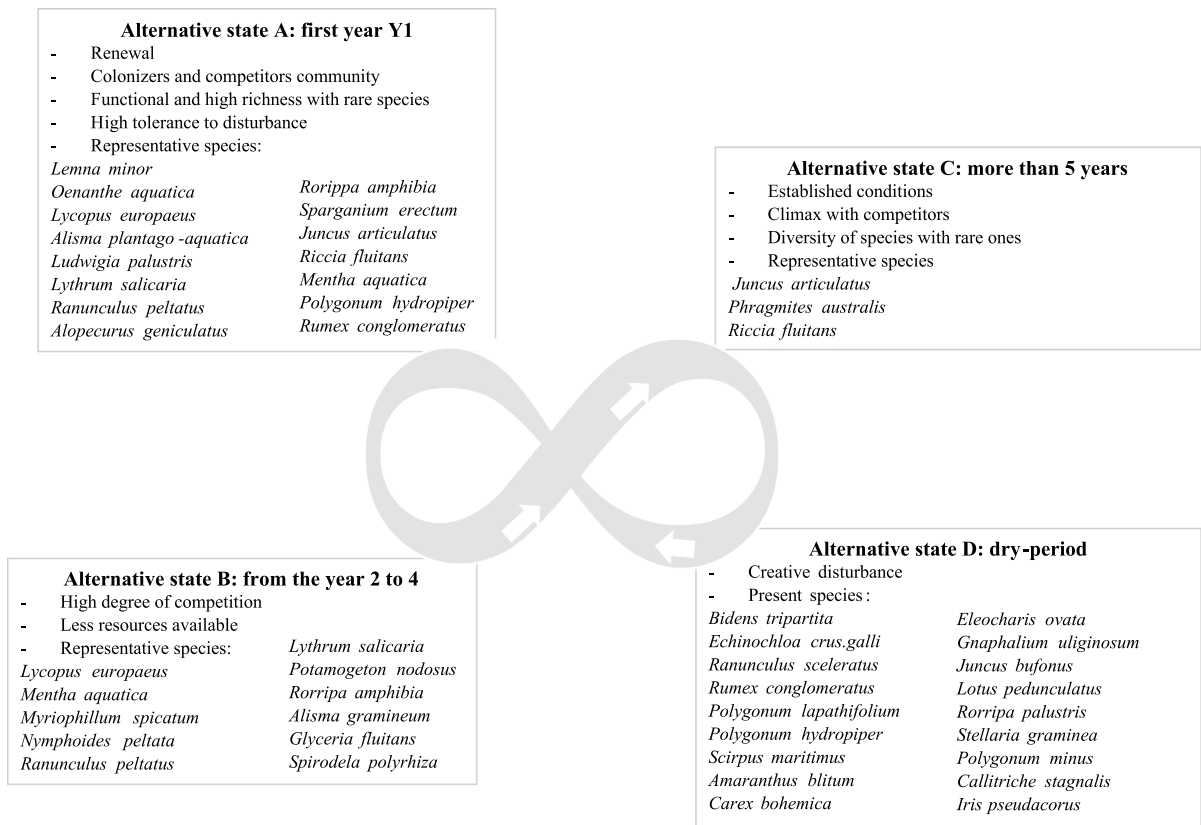 Alternative state A: first year Y1
- Renewal
- Colonizers and competitors community
- Functional and high richness with rare species
- High tolerance to disturbance
- Representative species:
Lemna minor
Oenanthe aquatica
Lycopus europaeus
Alisma plantago -aquatica
Ludwigia palustris
Lythrum salicaria
Ranunculus peltatus
Alopecurus geniculatus
Rorippa amphibia
Sparganium erectum
Juncus articulatus
Riccia fluitans
Mentha aquatica
Polygonum hydropiper
Rumex conglomeratus
Alternative state C: more than 5 years
- Established conditions
- Climax with competitors
- Diversity of species with rare ones
- Representative species
Juncus articulatus
Phragmites australis
Riccia fluitans
Alternative state B: from the year 2 to 4
- High degree of competition
- Less resources available
- Representative species:
Lycopus europaeus
Mentha aquatica
Myriophillum spicatum
Nymphoides peltata
Ranunculus peltatus
Lythrum salicaria
Potamogeton nodosus
Rorripa amphibia
Alisma gramineum
Glyceria fluitans
Spirodela polyrhiza
Alternative state D: dry-period
- Creative disturbance
- Present species :
Bidens tripartita
Echinochloa crus.galli
Ranunculus sceleratus
Rumex conglomeratus
Polygonum lapathifolium
Polygonum hydropiper
Scirpus maritimus
Amaranthus blitum
Carex bohemica
Eleocharis ovata
Gnaphalium uliginosum
Juncus bufonus
Lotus pedunculatus
Rorripa palustris
Stellaria graminea
Polygonum minus
Callitriche stagnalis
Iris pseudacorus